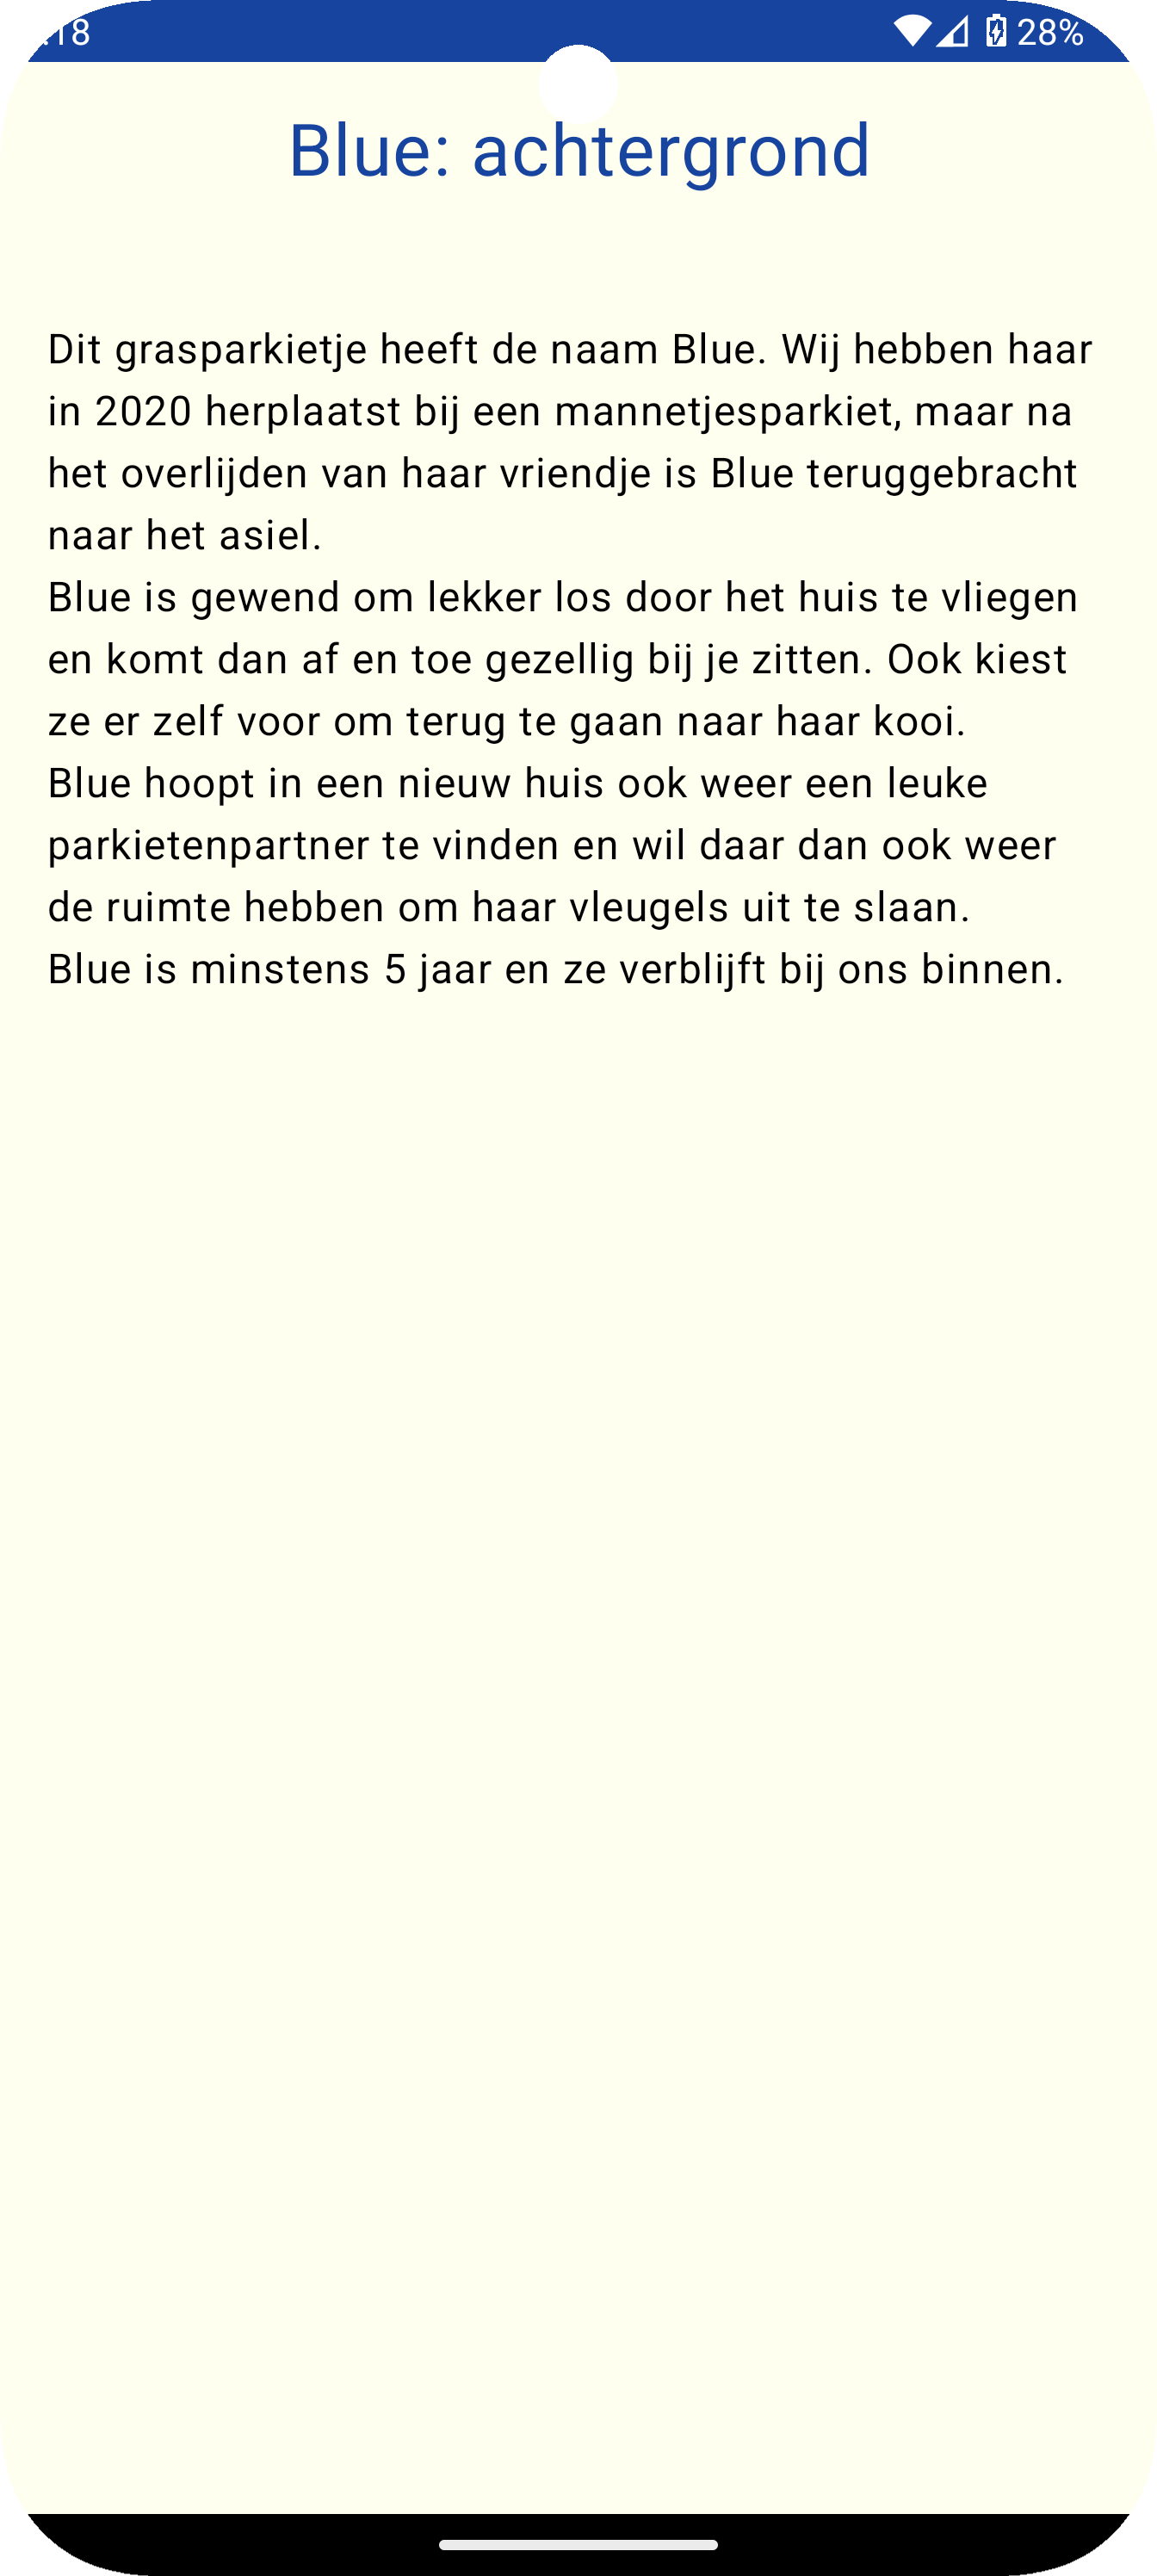 :18
28%
Blue: achtergrond
Dit grasparkietje heeft de naam Blue. Wij hebben haar
in 2020 herplaatst bij een mannetjesparkiet, maar na
het overlijden van haar vriendje is Blue teruggebracht
naar het asiel.
Blue is gewend om lekker los door het huis te vliegen
en komt dan af en toe gezellig bij je zitten. Ook kiest
ze er zelf voor om terug te gaan naar haar kooi.
Blue hoopt in een nieuw huis ook weer een leuke
parkietenpartner te vinden en wil daar dan ook weer
de ruimte hebben om haar vleugels uit te slaan.
Blue is minstens 5 jaar en ze verblijft bij ons binnen.